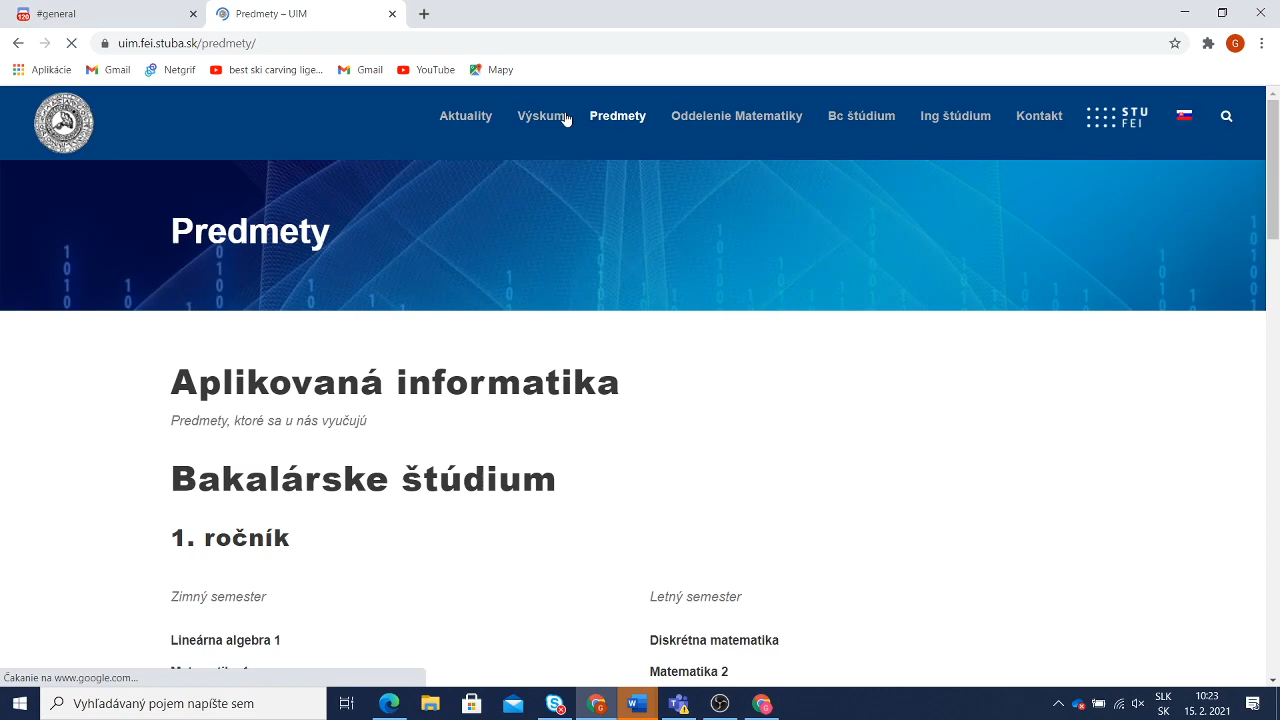 #general
Predmety – UIM
uim.fei.stuba.sk/predmety/
Aplikácie
Gmail
Netgrif
best ski carving lige...
Gmail
YouTube
Mapy
G
120
Aktuality
Výskum
Predmety
Oddelenie Matematiky
Bc štúdium
Ing štúdium
Kontakt
STU
FEI
Predmety
Aplikovaná informatika
Predmety, ktoré sa u nás vyučujú
Bakalárske štúdium
1. ročník
Zimný semester
Letný semester
Lineárna algebra 1
Diskrétna matematika
Matematika 2
Čakanie na www.google.com...
Vyhľadávaný pojem napíšte sem
SLK
SK
10:23
15. 2. 2021